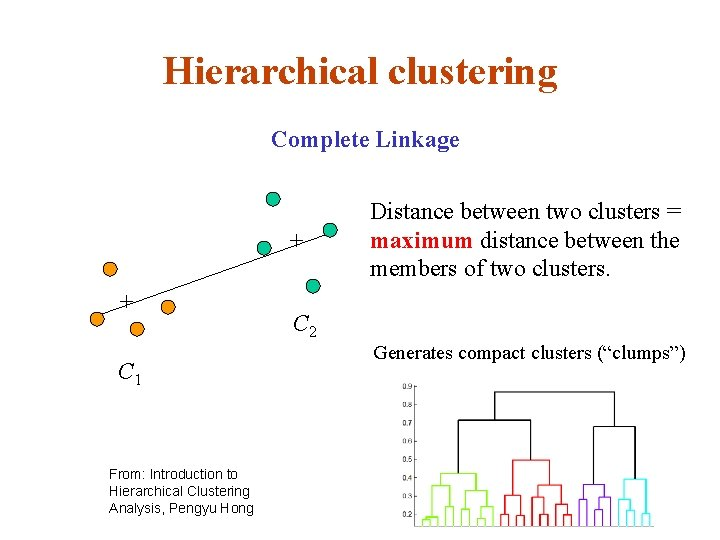 Hierarchical clustering
Complete Linkage
Distance between two clusters =
maximum distance between the
members of two clusters.
+
+
C2
C1
Generates compact clusters (“clumps”)
0.9
0.8
0.7
0.6
0.5
0.4
0.3
0.2
From: Introduction to
Hierarchical Clustering
Analysis, Pengyu Hong